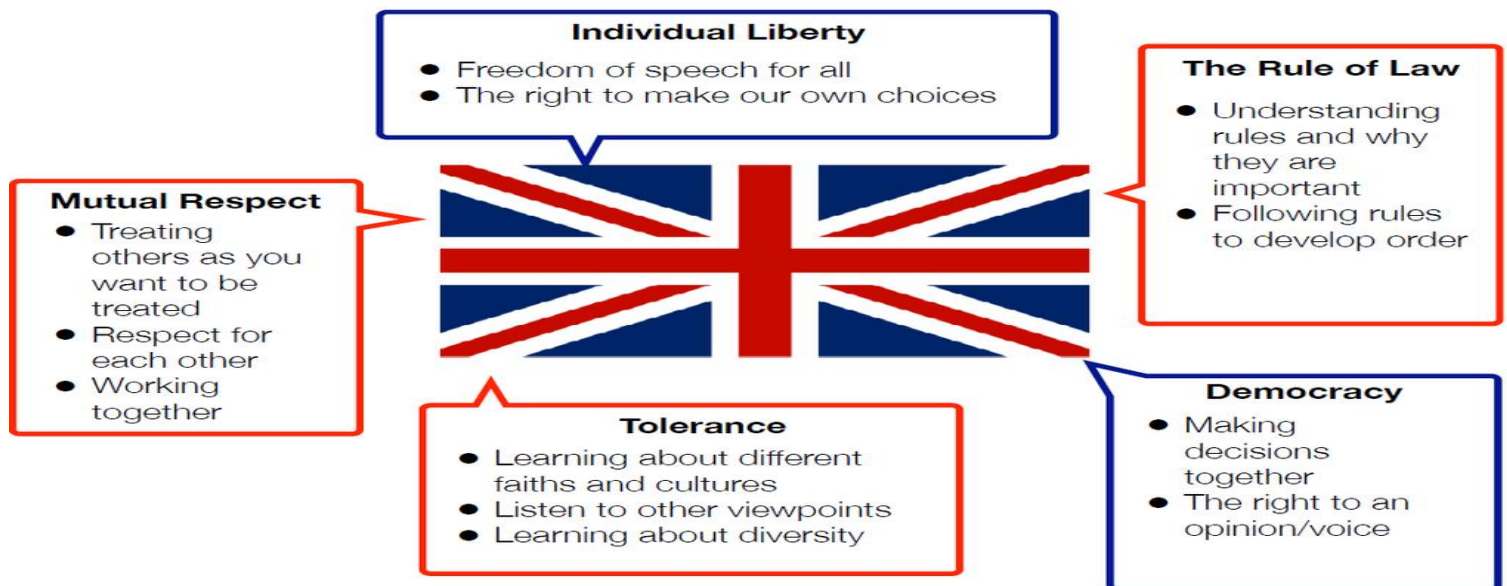 Individual Liberty
● Freedom of speech for all
● The right to make our own choices
The Rule of Law
● Understanding
rules and why
they are
important
● Following rules
to develop order
Mutual Respect
● Treating
others as you
want to be
treated
● Respect for
each other
● Working
together
Tolerance
● Learning about different
faiths and cultures
● Listen to other viewpoints
● Learning about diversity
Democracy
● Making
decisions
together
● The right to an
opinion/voice